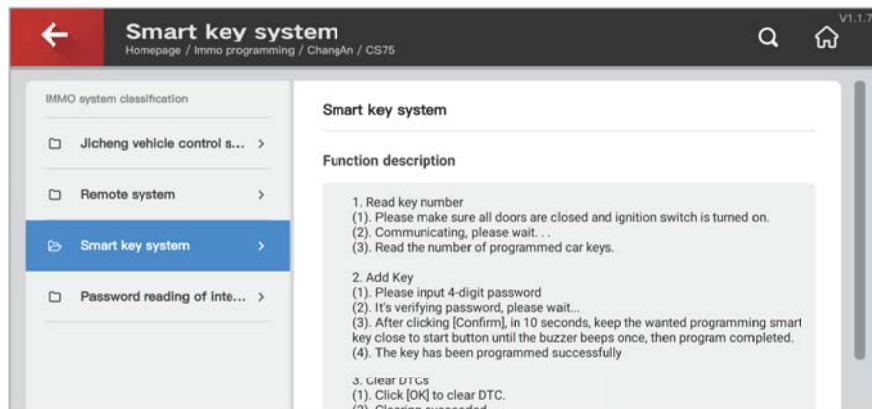 Smart key system
V1.1.7
Homepage / Immo programming / ChangAn / CS75
IMMO system classification
Jicheng vehicle control s...
Remote system
Smart key system
Password reading of inte...
Smart key system
Function description
1. Read key number
(1). Please make sure all doors are closed and ignition switch is turned on.
(2). Communicating, please wait. . .
(3). Read the number of programmed car keys.
2. Add Key
(1). Please input 4-digit password
(2). It's verifying password, please wait...
(3). After clicking [Confirm], in 10 seconds, keep the wanted programming smart
key close to start button until the buzzer beeps once, then program completed.
(4). The key has been programmed successfully
3. Clear DTCs
(1). Click [OK] to clear DTC.
(2). Clearing succeeded